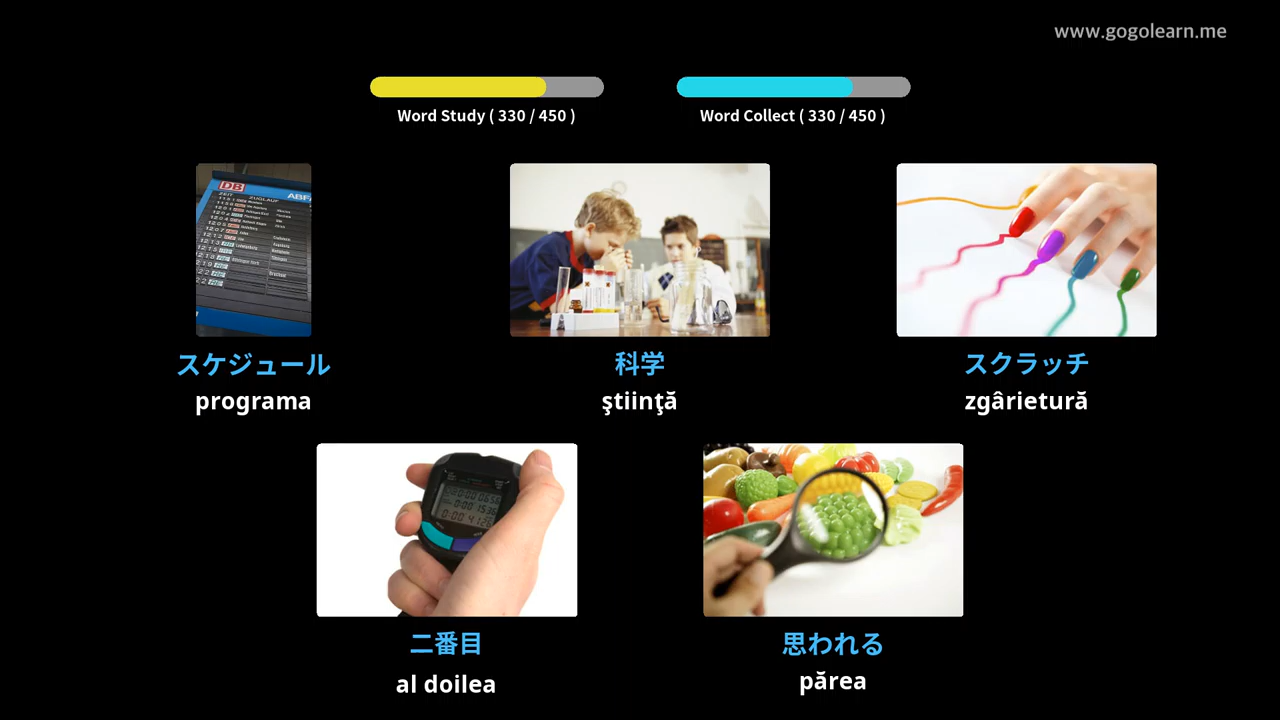 www.gogolearn.me
Word Study ( 330 / 450 )
Word Collect ( 330 / 450 )
DB
スケジュール
programa
科学
ştiinţă
スクラッチ
zgârietură
二番目
al doilea
思われる
părea